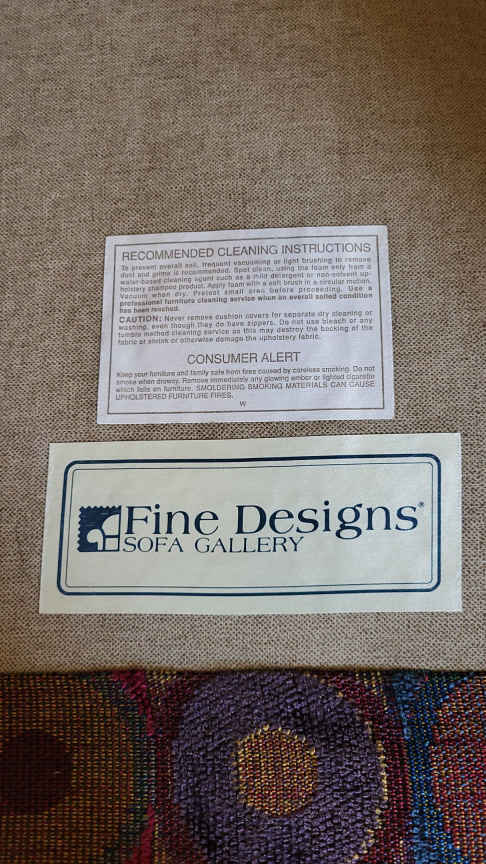 RECOMMENDED CLEANING INSTRUCTIONS
To prevent overall soil, frequent vacuuming or light brushing to remove
dust and grime is recommended. Spot clean, using the foam only from a
water-based cleaning agent such as a mild detergent or non-solvent up-
holstery shampoo product. Apply foam with a soft brush in a circular motion.
Vacuum when dry. Pretest small area before proceeding. Use a
professional furniture cleaning service when an overall soiled condition
has been reached.
CAUTION: Never remove cushion covers for separate dry cleaning or
washing, even though they do have zippers. Do not use bleach or any
tumble method cleaning service as this may destroy the backing of the
fabric or shrink or otherwise damage the upholstery fabric.
CONSUMER ALERT
Keep your furniture and family safe from fires caused by careless smoking. Do not
smoke when drowsy. Remove immediately any glowing ember or lighted cigarette
which falls on furniture. SMOLDERING SMOKING MATERIALS CAN CAUSE
UPHOLSTERED FURNITURE FIRES.
W
Fine Designs®
SOFA GALLERY